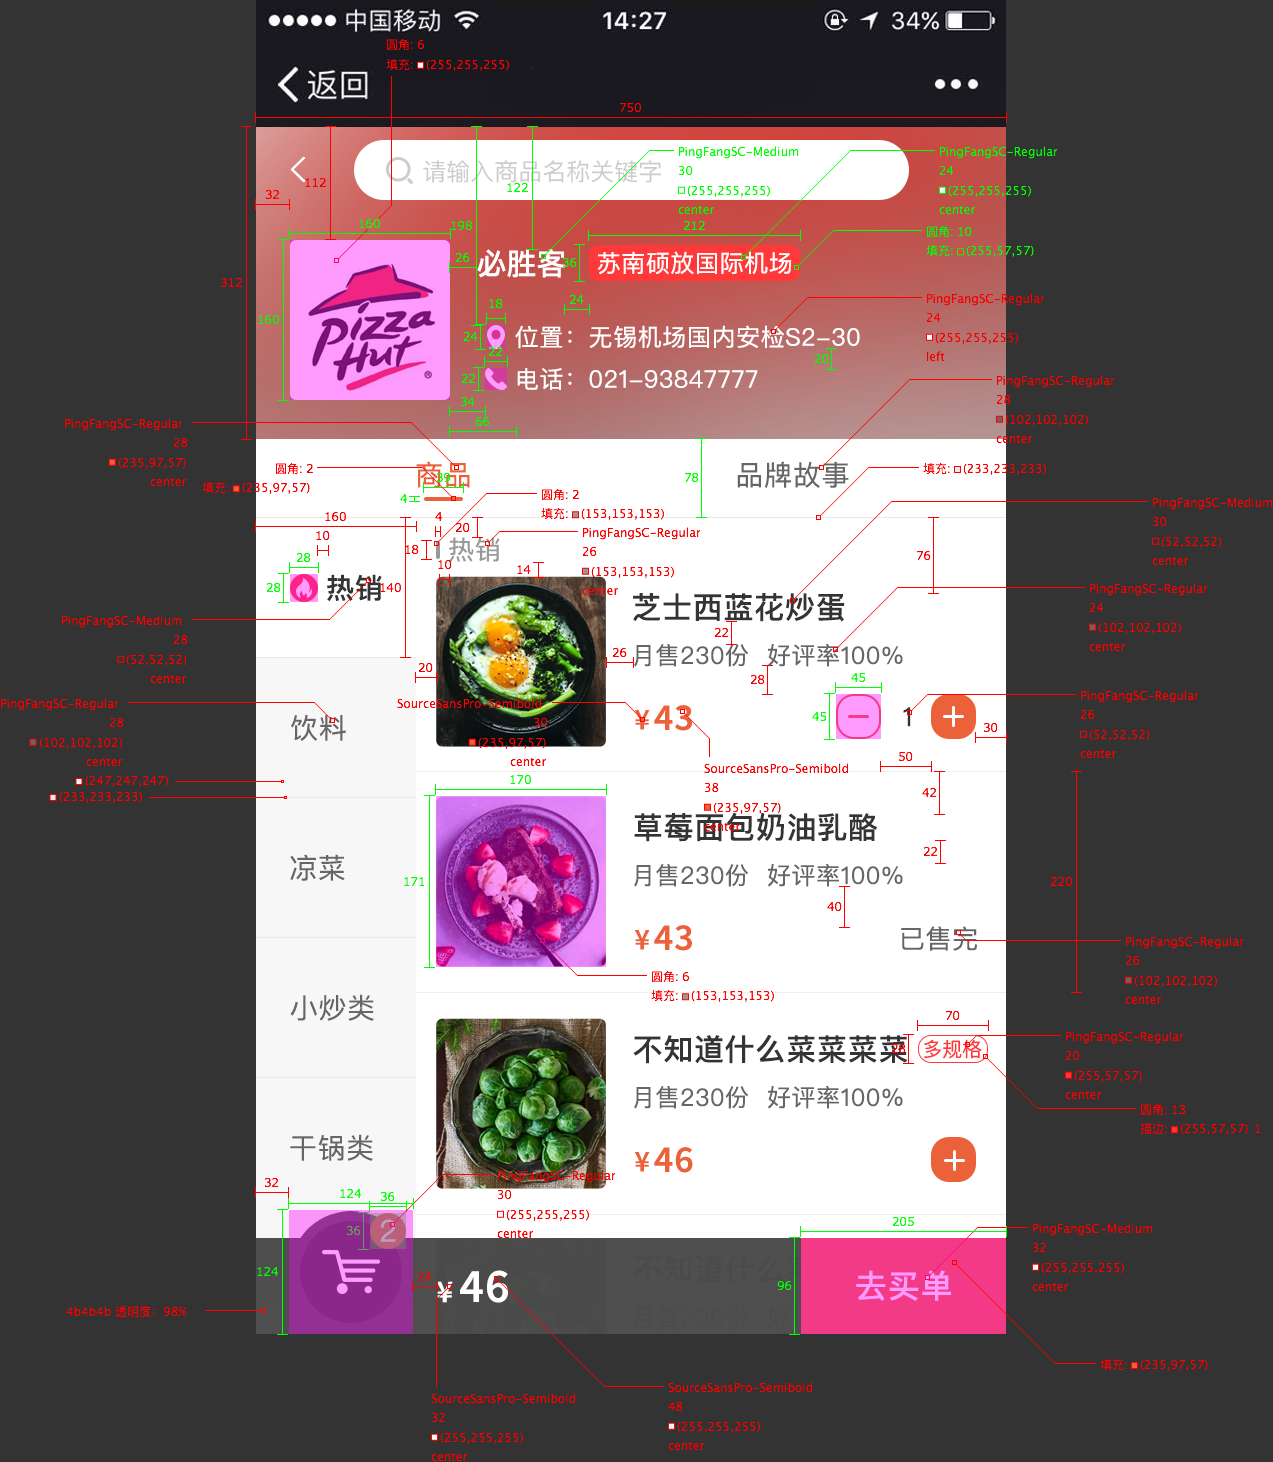 中国移动 14:27 34%
圆角: 6
填充: (255,255,255)
返回
750
请输入商品名称关键字
PingFangSC-Medium
30
(255,255,255)
center
PingFangSC-Regular
24
(255,255,255)
center
112
122
32
160
198
212
圆角: 10
填充: (255,57,57)
26
必胜客
36
苏南硕放国际机场
312
160
Pizza Hut
®
24
18
PingFangSC-Regular
24
(255,255,255)
left
24
位置：无锡机场国内安检S2-30
22
20
22
电话：021-93847777
34
66
PingFangSC-Regular
28
(102,102,102)
center
PingFangSC-Regular
28
(235,97,57)
center
圆角: 2
填充: (235,97,57)
商品
39
4
78
品牌故事
填充: (233,233,233)
圆角: 2
填充: (153,153,153)
160
4
20
18
热销
10
PingFangSC-Regular
26
(153,153,153)
center
PingFangSC-Medium
30
(52,52,52)
center
10
28
28
热销
140
14
76
芝士西蓝花炒蛋
22
PingFangSC-Regular
24
(102,102,102)
center
PingFangSC-Medium
28
(52,52,52)
center
20
26
月售230份 好评率100%
28
45
45
¥43
1
30
50
PingFangSC-Regular
26
(52,52,52)
center
PingFangSC-Regular
28
(102,102,102)
center
饮料
(247,247,247)
(233,233,233)
SourceSansPro-Semibold
30
(235,97,57)
center
SourceSansPro-Semibold
38
(235,97,57)
center
170
171
42
草莓面包奶油乳酪
22
月售230份 好评率100%
40
220
凉菜
¥43
已售完
PingFangSC-Regular
26
(102,102,102)
center
圆角: 6
填充: (153,153,153)
小炒类
70
28
不知道什么菜菜菜菜
多规格
PingFangSC-Regular
20
(255,57,57)
center
月售230份 好评率100%
圆角: 13
描边: (255,57,57) 1
干锅类
¥46
PingFangSC-Regular
30
(255,255,255)
center
32
124
36
36
2
124
205
96
PingFangSC-Medium
32
(255,255,255)
center
不知道什么
月售230份
24
¥46
去买单
4b4b4b 透明度：98%
填充: (235,97,57)
SourceSansPro-Semibold
32
(255,255,255)
center
SourceSansPro-Semibold
48
(255,255,255)
center